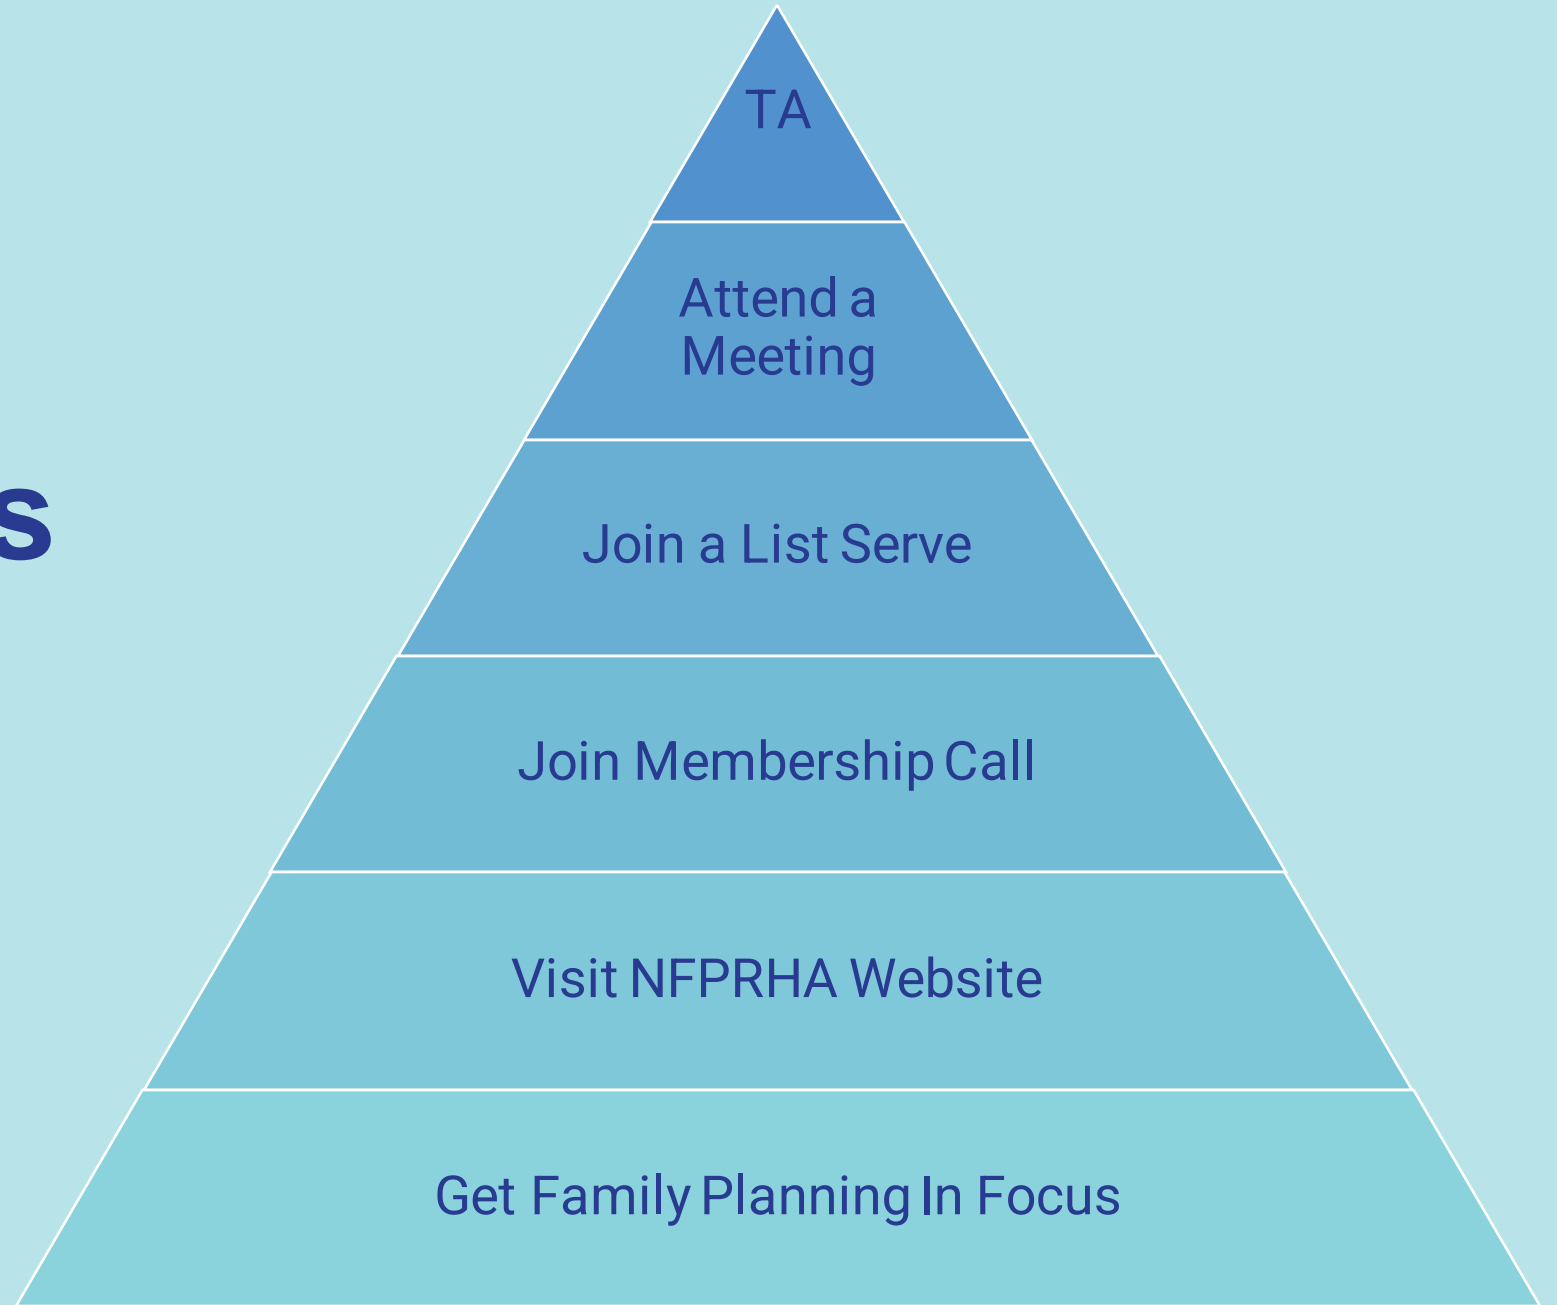 TA
Attend a
Meeting
s
Join a List Serve
Join Membership Call
Visit NFPRHA Website
Get Family Planning In Focus